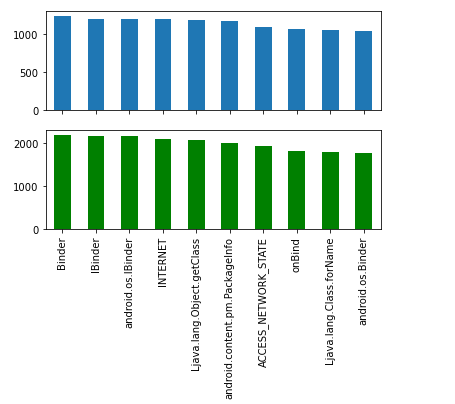 1000
500
0
2000
1000
0
Binder
IBinder
android.os.IBinder
INTERNET
Ljava.lang.Object.getClass
android.content.pm.PackageInfo
ACCESS_NETWORK_STATE
onBind
Ljava.lang.Class.forName
android.os.Binder